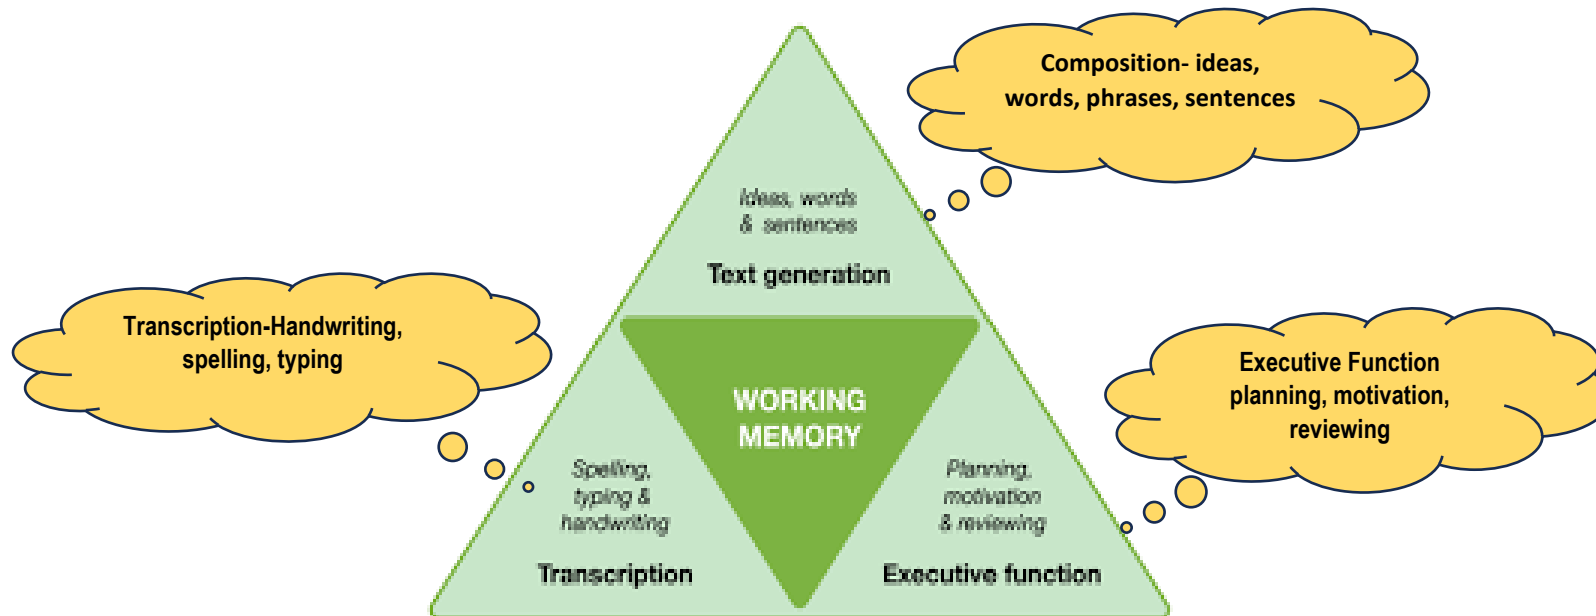 Composition- ideas,
words, phrases, sentences
Ideas, words
& sentences
Text generation
Transcription-Handwriting,
spelling, typing
Executive Function
planning, motivation,
reviewing
WORKING
MEMORY
Spelling,
typing &
handwriting
Transcription
Planning,
motivation
& reviewing
Executive function